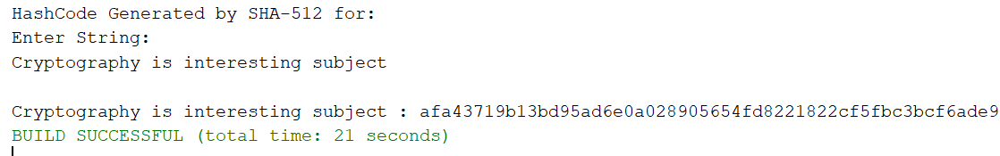 HashCode Generated by SHA-512 for:
Enter String:
Cryptography is interesting subject
Cryptography is interesting subject : afa43719b13bd95ad6e0a028905654fd8221822cf5fbc3bcf6ade9
BUILD SUCCESSFUL (total time: 21 seconds)